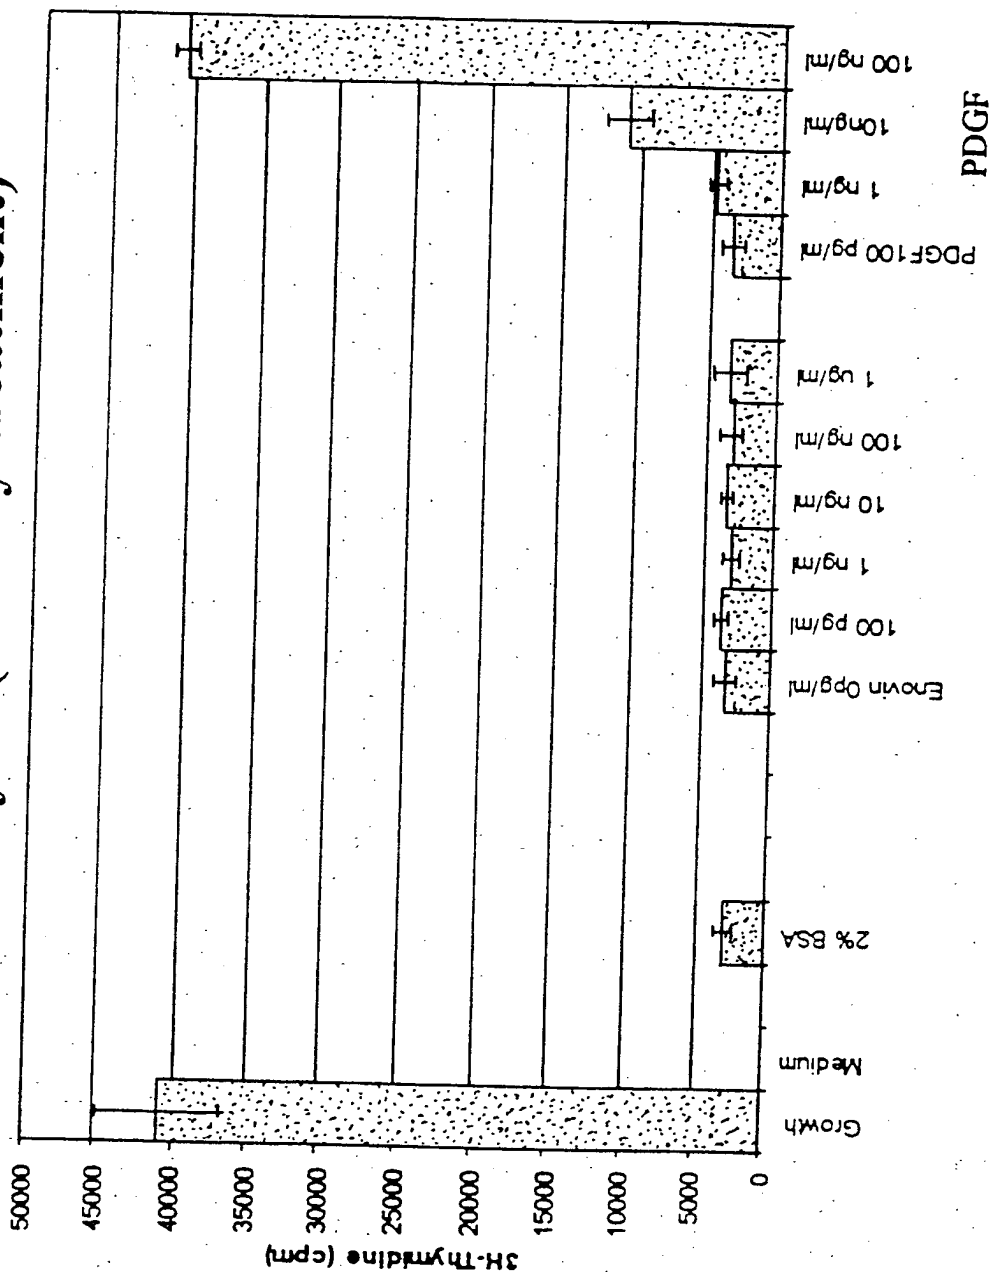 50000
45000
40000
35000
30000
25000
20000
15000
10000
5000
0
3H-Thymidine (cpm)
Growth
Medium
2% BSA
Enovin 0pg/ml
100 pg/ml
1 ng/ml
10 ng/ml
100 ng/ml
1 ug/ml
PDGF100 pg/ml
1 ng/ml
10ng/ml
100 ng/ml
PDGF